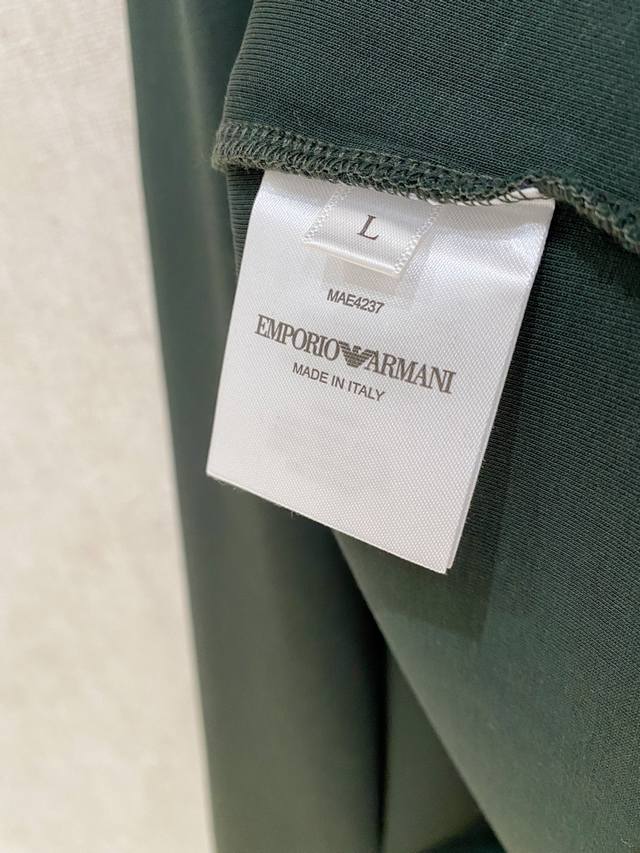 L
MAE4237
EMPORIO ARMANI
MADE IN ITALY